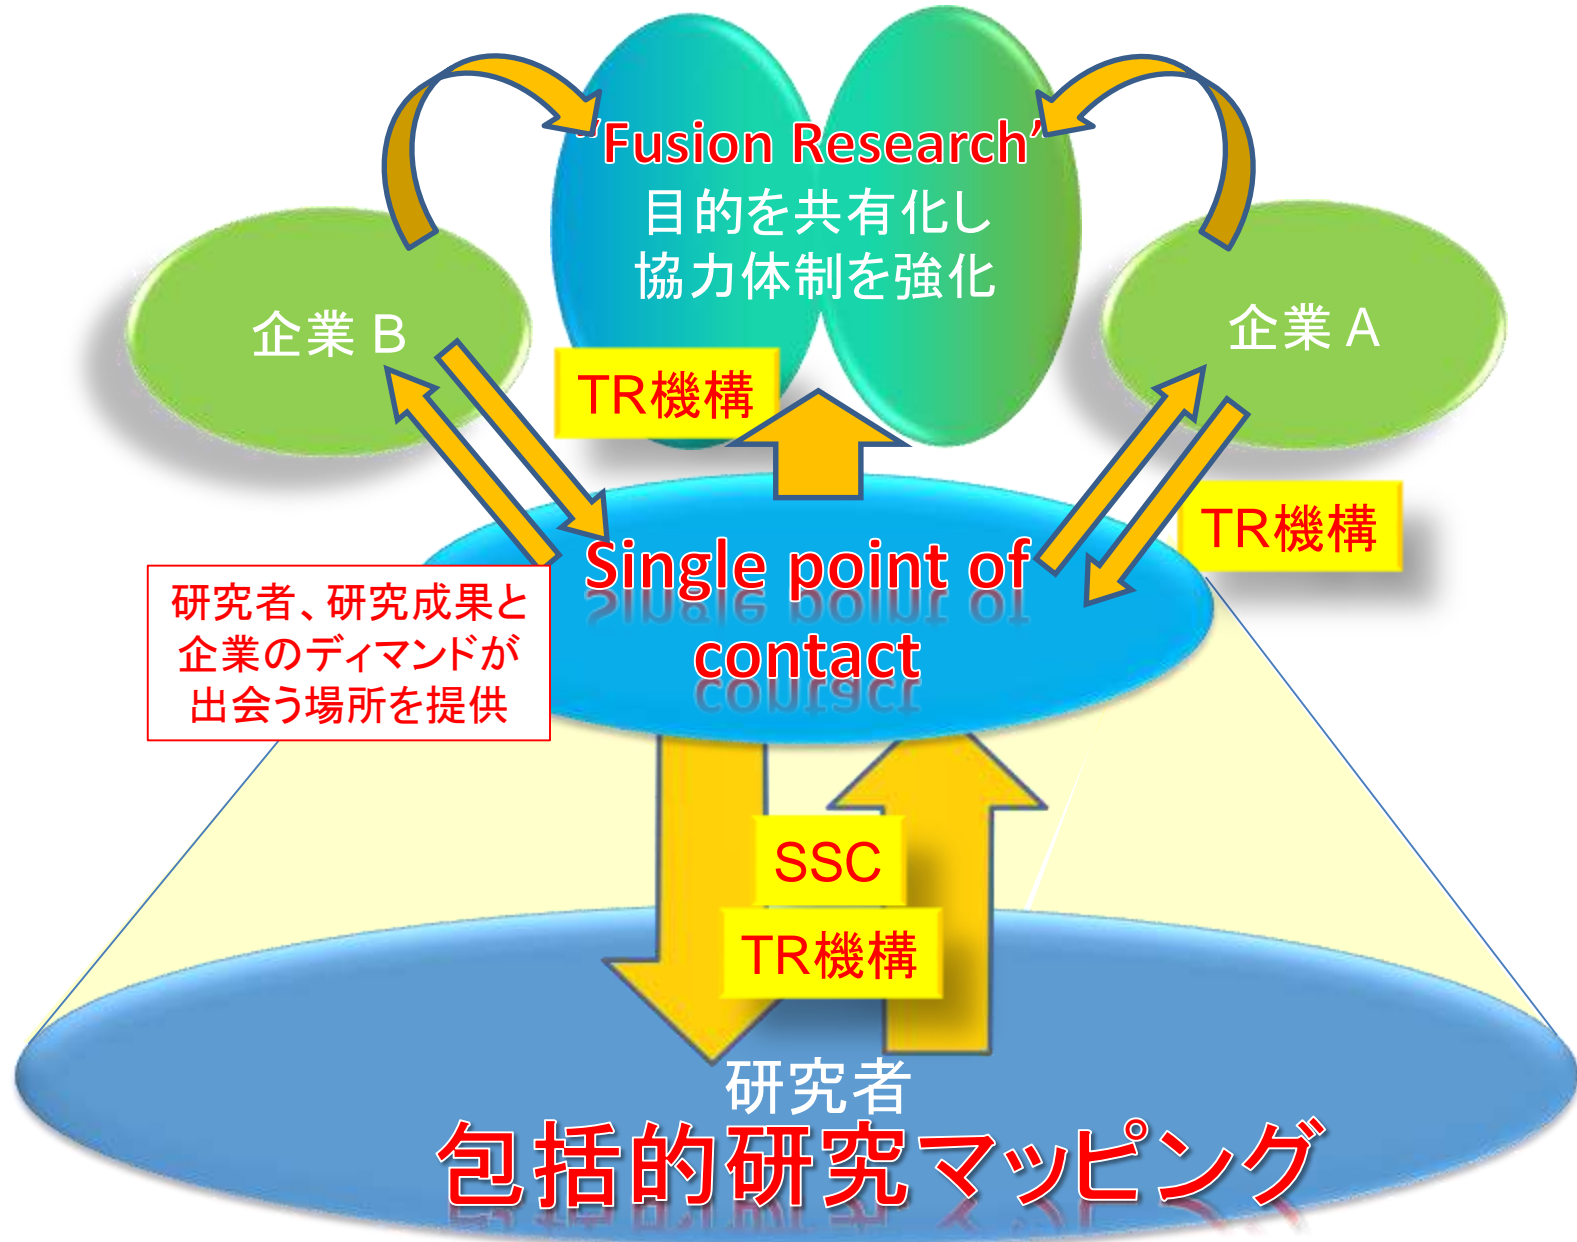 “Fusion Research”
目的を共有化し
協力体制を強化
企業 B
企業 A
TR機構
TR機構
Single point of
contact
研究者、研究成果と
企業のディマンドが
出会う場所を提供
SSC
TR機構
研究者
包括的研究マッピング